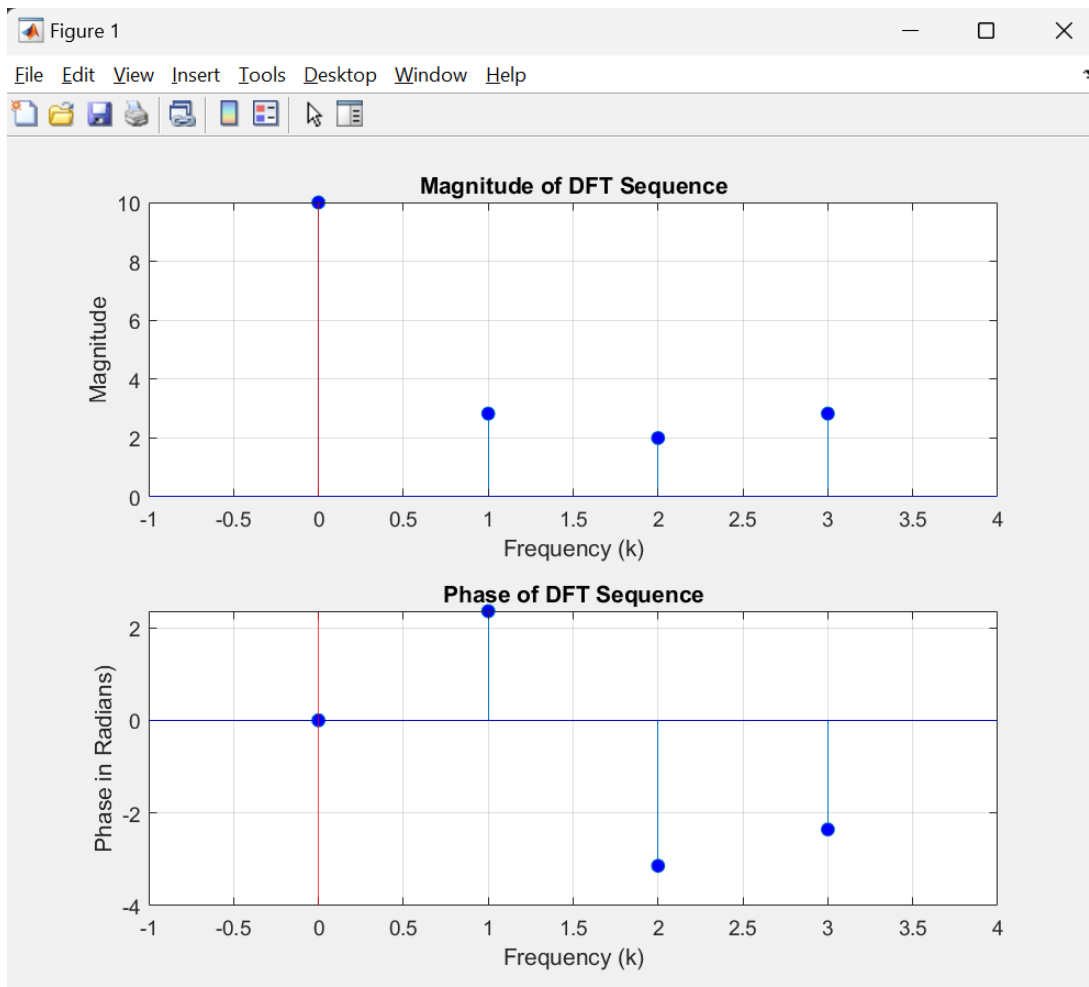 Figure 1
File Edit View Insert Tools Desktop Window Help
Magnitude of DFT Sequence
10
8
6
4
2
0
Magnitude
-1 -0.5 0 0.5 1 1.5 2 2.5 3 3.5 4
Frequency (k)
Phase of DFT Sequence
2
0
-2
-4
Phase in Radians)
-1 -0.5 0 0.5 1 1.5 2 2.5 3 3.5 4
Frequency (k)